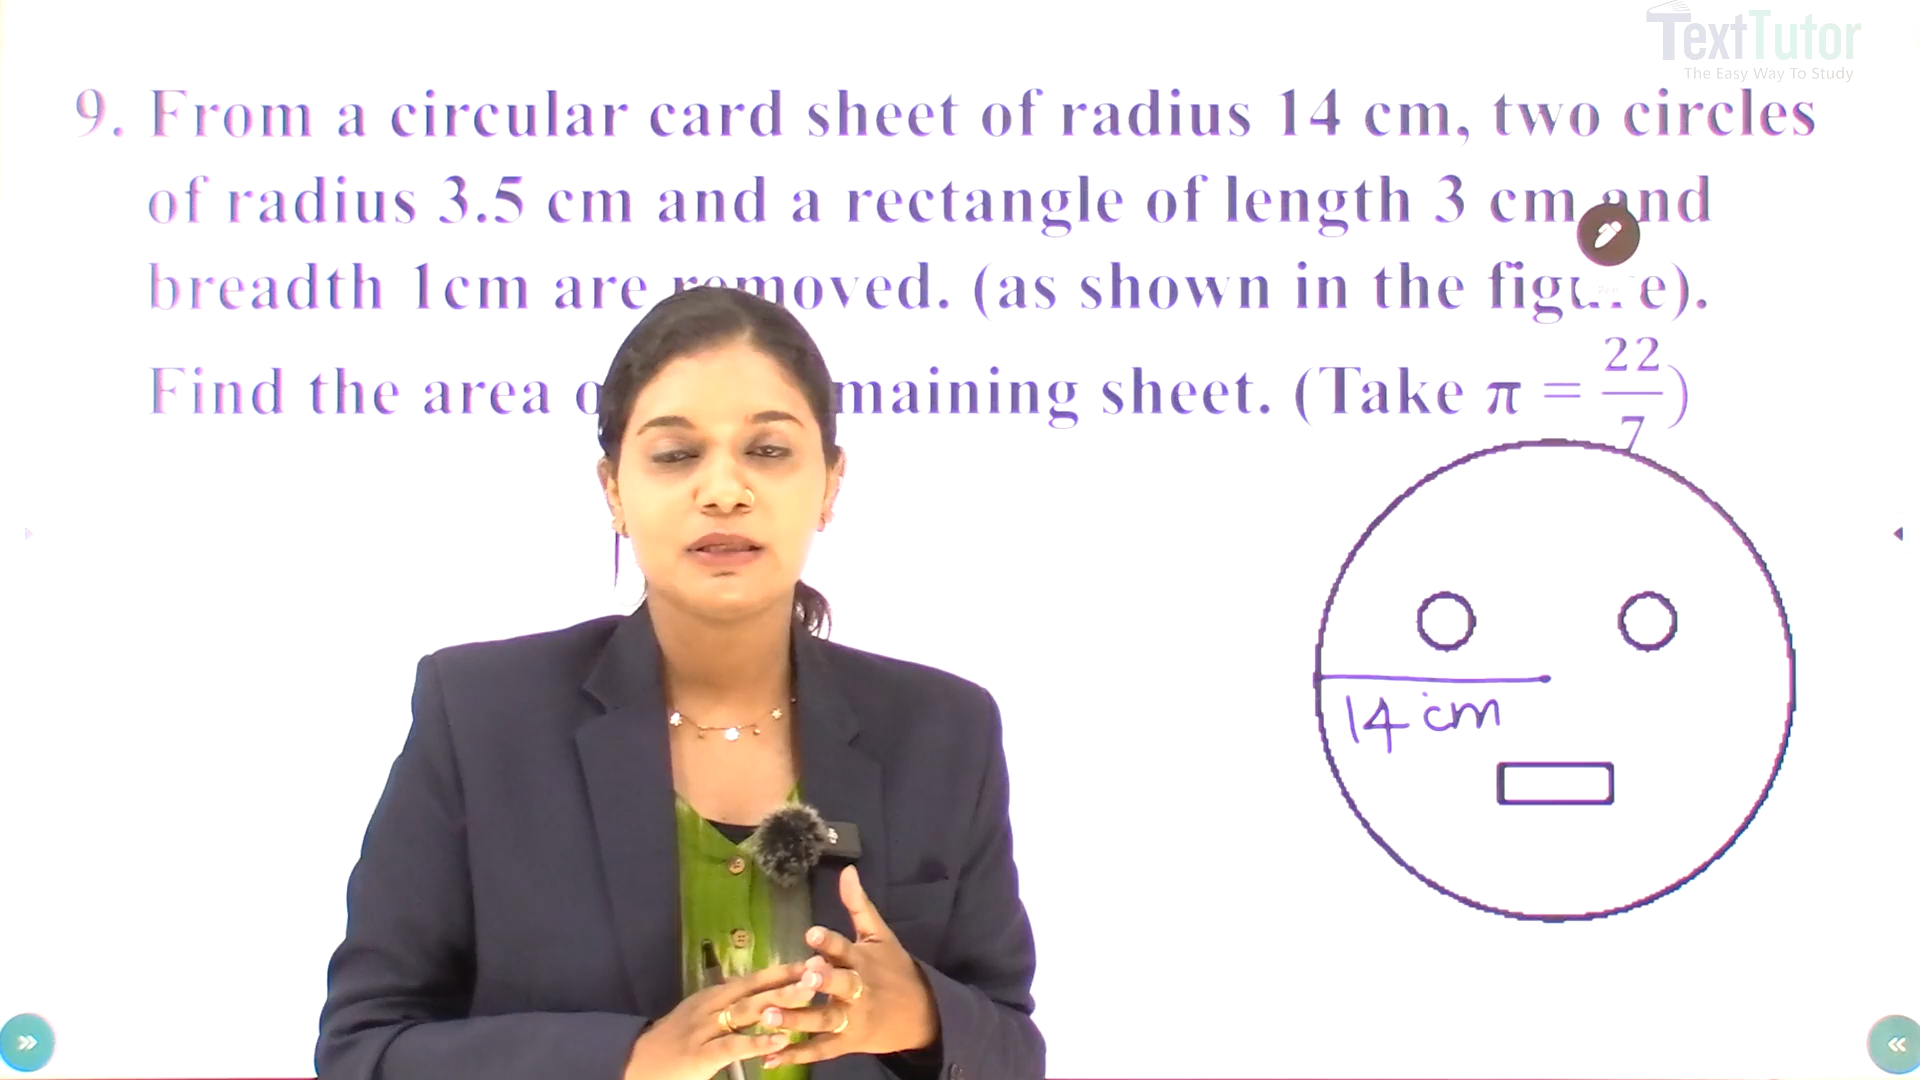 TextTutor
The Easy Way To Study
9. From a circular card sheet of radius 14 cm, two circles
of radius 3.5 cm and a rectangle of length 3 cm and
breadth 1cm are removed. (as shown in the figure).
Find the area maining sheet. (Take π = 22/7)
14 cm